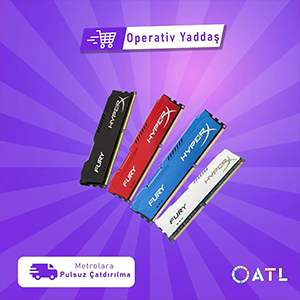 Operativ Yaddaş
FURY HYPERX
FURY HYPERX
FURY HYPERX
FURY HYPERX
Metrolara
Pulsuz Çatdırılma
ATL